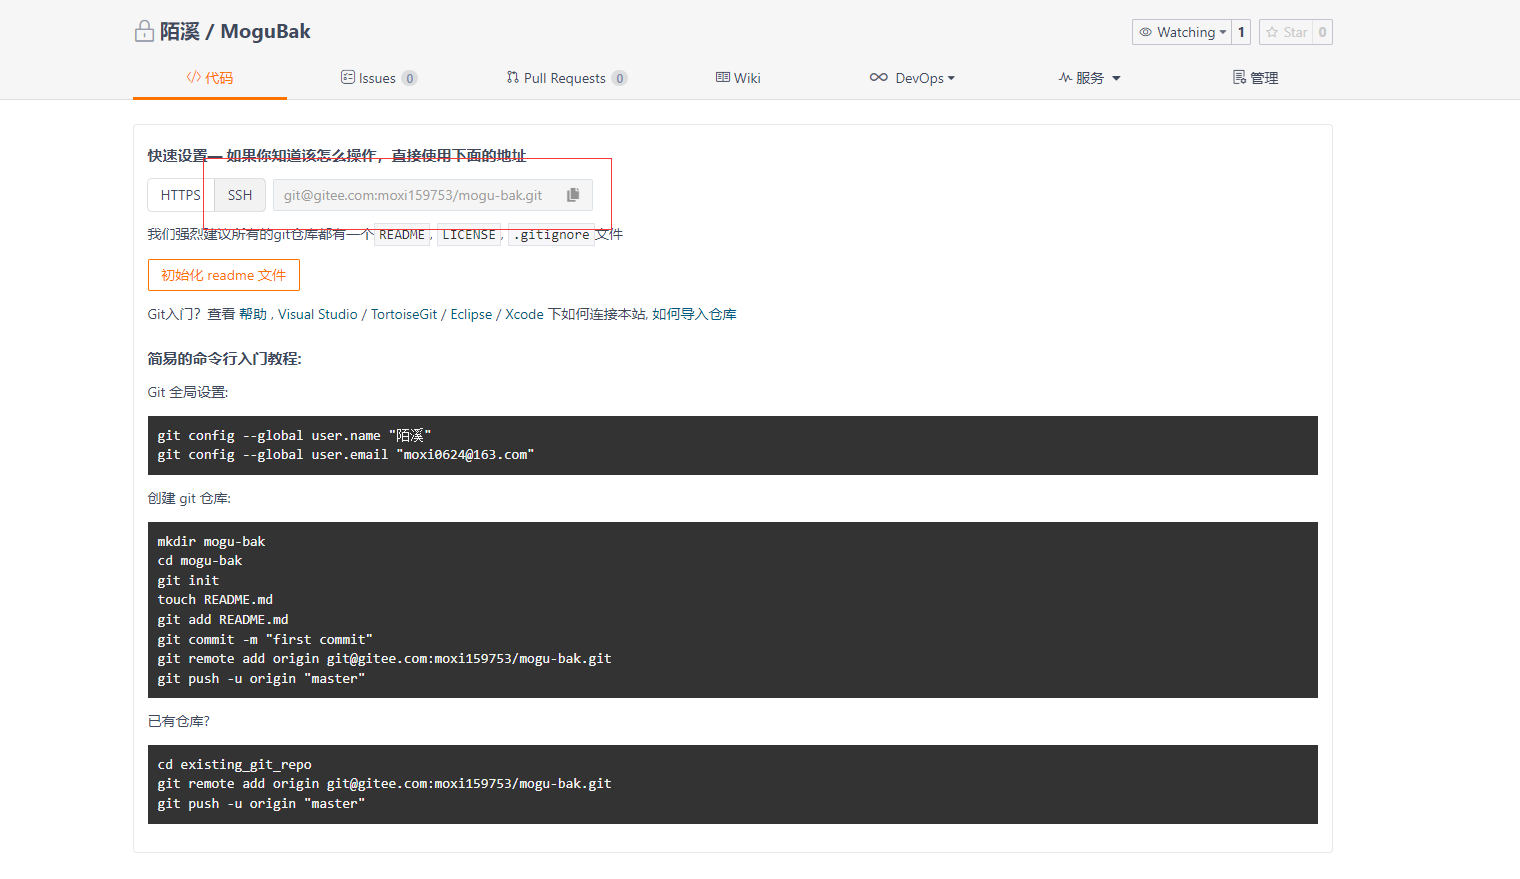 陌溪 / MoguBak
Watching 1 Star 0
代码 Issues 0 Pull Requests 0 Wiki DevOps 服务 管理
快速设置— 如果你知道该怎么操作，直接使用下面的地址
HTTPS SSH git@gitee.com:moxi159753/mogu-bak.git
我们强烈建议所有的git仓库都有一个 README, LICENSE, .gitignore 文件
初始化 readme 文件
Git入门？查看 帮助 , Visual Studio / TortoiseGit / Eclipse / Xcode 下如何连接本站, 如何导入仓库
简易的命令行入门教程:
Git 全局设置:
git config --global user.name "陌溪"
git config --global user.email "moxi0624@163.com"
创建 git 仓库:
mkdir mogu-bak
cd mogu-bak
git init
touch README.md
git add README.md
git commit -m "first commit"
git remote add origin git@gitee.com:moxi159753/mogu-bak.git
git push -u origin "master"
已有仓库?
cd existing_git_repo
git remote add origin git@gitee.com:moxi159753/mogu-bak.git
git push -u origin "master"